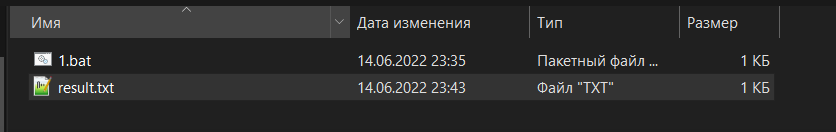 Имя Дата изменения Тип Размер
1.bat 14.06.2022 23:35 Пакетный файл ... 1 КБ
result.txt 14.06.2022 23:43 Файл "TXT" 1 КБ